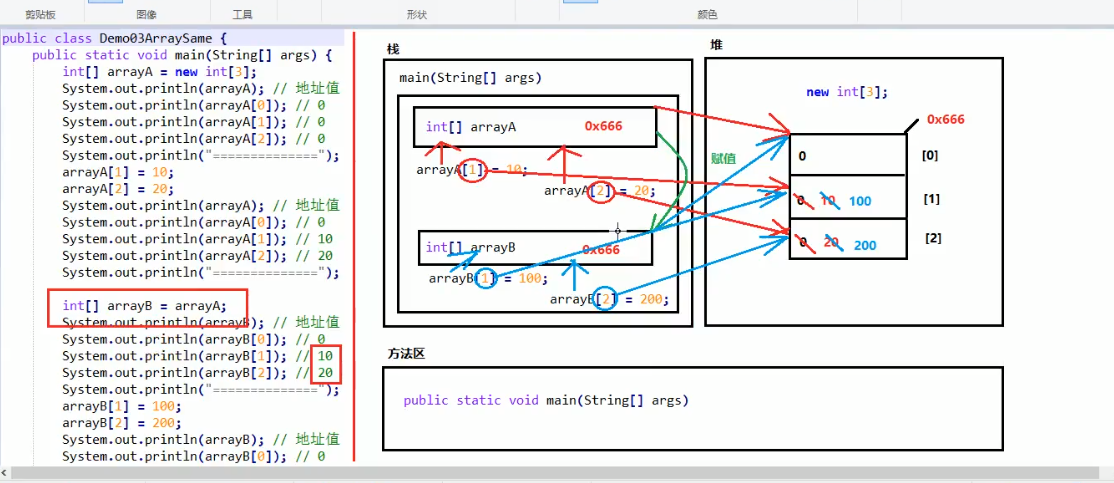 剪贴板 图像 工具 形状 颜色
public class Demo03ArraySame {
public static void main(String[] args) {
int[] arrayA = new int[3];
System.out.println(arrayA); // 地址值
System.out.println(arrayA[0]); // 0
System.out.println(arrayA[1]); // 0
System.out.println(arrayA[2]); // 0
System.out.println("==============");
arrayA[1] = 10;
arrayA[2] = 20;
System.out.println(arrayA); // 地址值
System.out.println(arrayA[0]); // 0
System.out.println(arrayA[1]); // 10
System.out.println(arrayA[2]); // 20
System.out.println("==============");
int[] arrayB = arrayA;
System.out.println(arrayB); // 地址值
System.out.println(arrayB[0]); // 0
System.out.println(arrayB[1]); // 10
System.out.println(arrayB[2]); // 20
System.out.println("==============");
arrayB[1] = 100;
arrayB[2] = 200;
System.out.println(arrayB); // 地址值
System.out.println(arrayB[0]); // 0
栈
main(String[] args)
int[] arrayA 0x666
arrayA[1] = 10;
arrayA[2] = 20;
赋值
int[] arrayB 0x666
arrayB[1] = 100;
arrayB[2] = 200;
堆
new int[3];
0x666
0 [0]
0 10 100 [1]
0 20 200 [2]
方法区
public static void main(String[] args)